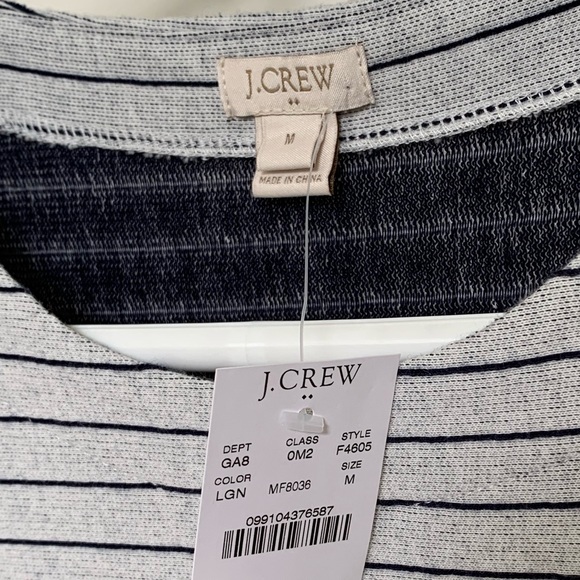 J.CREW
M
MADE IN CHINA
J.CREW
DEPT CLASS STYLE
GA8 0M2 F4605
COLOR SIZE
LGN MF8036 M
099104376587